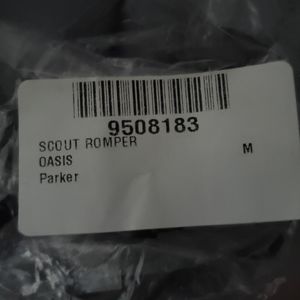 9508183
SCOUT ROMPER
OASIS M
Parker